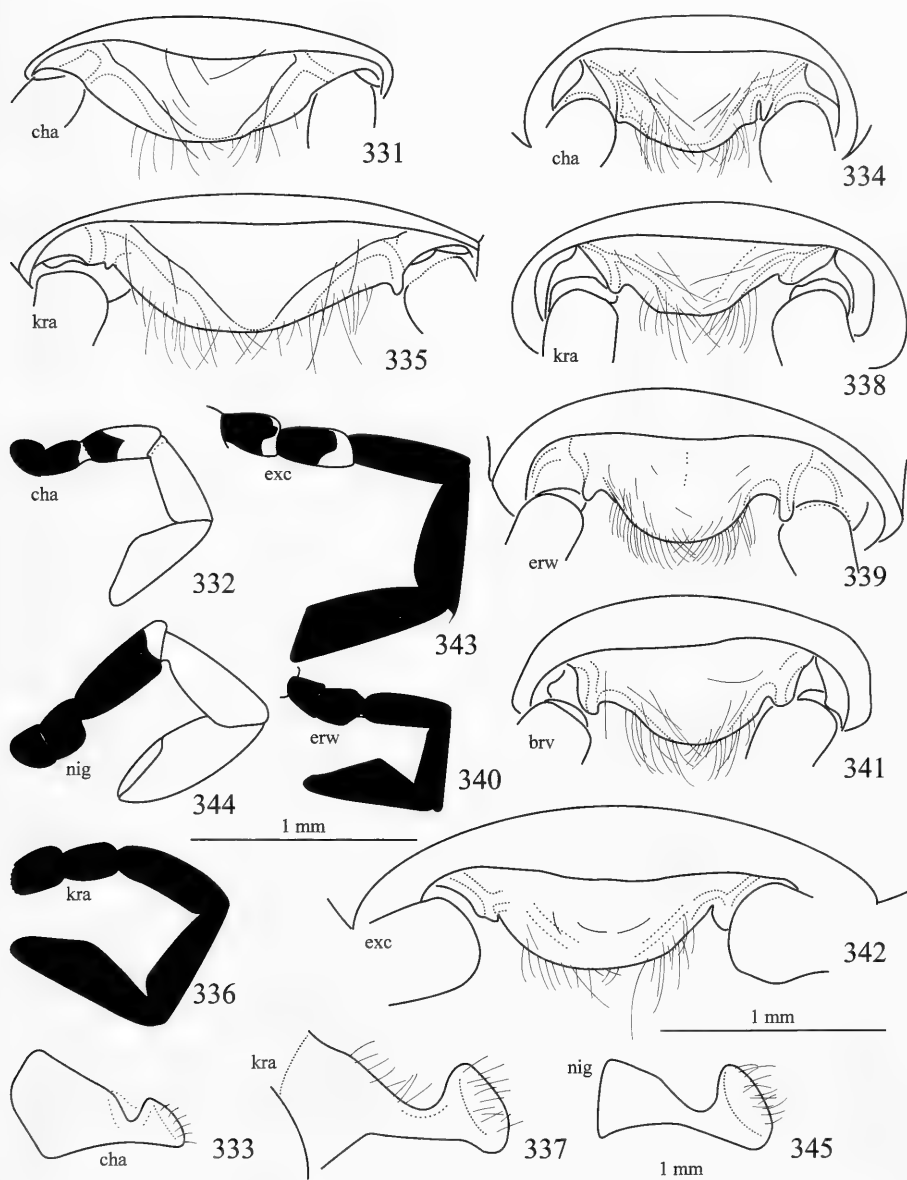 cha
331
cha
334
kra
335
kra
338
cha
332
exc
343
erw
339
nig
344
erw
340
brv
341
1 mm
kra
336
exc
342
1 mm
cha
333
kra
337
nig
345
1 mm